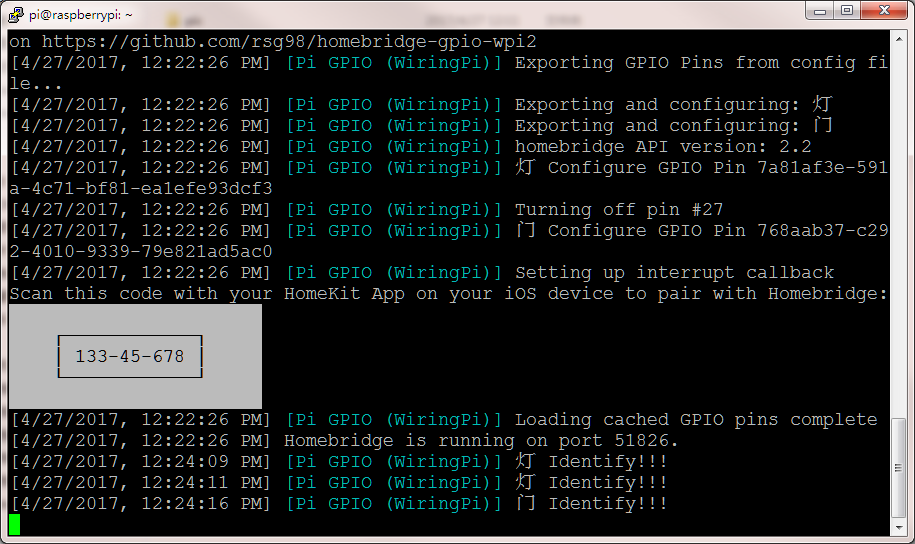 pi@raspberrypi: ~
on https://github.com/rsg98/homebridge-gpio-wpi2
[4/27/2017, 12:22:26 PM] [Pi GPIO (WiringPi)] Exporting GPIO Pins from config fi
le...
[4/27/2017, 12:22:26 PM] [Pi GPIO (WiringPi)] Exporting and configuring: 灯
[4/27/2017, 12:22:26 PM] [Pi GPIO (WiringPi)] Exporting and configuring: 门
[4/27/2017, 12:22:26 PM] [Pi GPIO (WiringPi)] homebridge API version: 2.2
[4/27/2017, 12:22:26 PM] [Pi GPIO (WiringPi)] 灯 Configure GPIO Pin 7a81af3e-591
a-4c71-bf81-ea1efe93dcf3
[4/27/2017, 12:22:26 PM] [Pi GPIO (WiringPi)] Turning off pin #27
[4/27/2017, 12:22:26 PM] [Pi GPIO (WiringPi)] 门 Configure GPIO Pin 768aab37-c29
2-4010-9339-79e821ad5ac0
[4/27/2017, 12:22:26 PM] [Pi GPIO (WiringPi)] Setting up interrupt callback
Scan this code with your HomeKit App on your iOS device to pair with Homebridge:
133-45-678
[4/27/2017, 12:22:26 PM] [Pi GPIO (WiringPi)] Loading cached GPIO pins complete
[4/27/2017, 12:22:26 PM] Homebridge is running on port 51826.
[4/27/2017, 12:24:09 PM] [Pi GPIO (WiringPi)] 灯 Identify!!!
[4/27/2017, 12:24:11 PM] [Pi GPIO (WiringPi)] 灯 Identify!!!
[4/27/2017, 12:24:16 PM] [Pi GPIO (WiringPi)] 门 Identify!!!